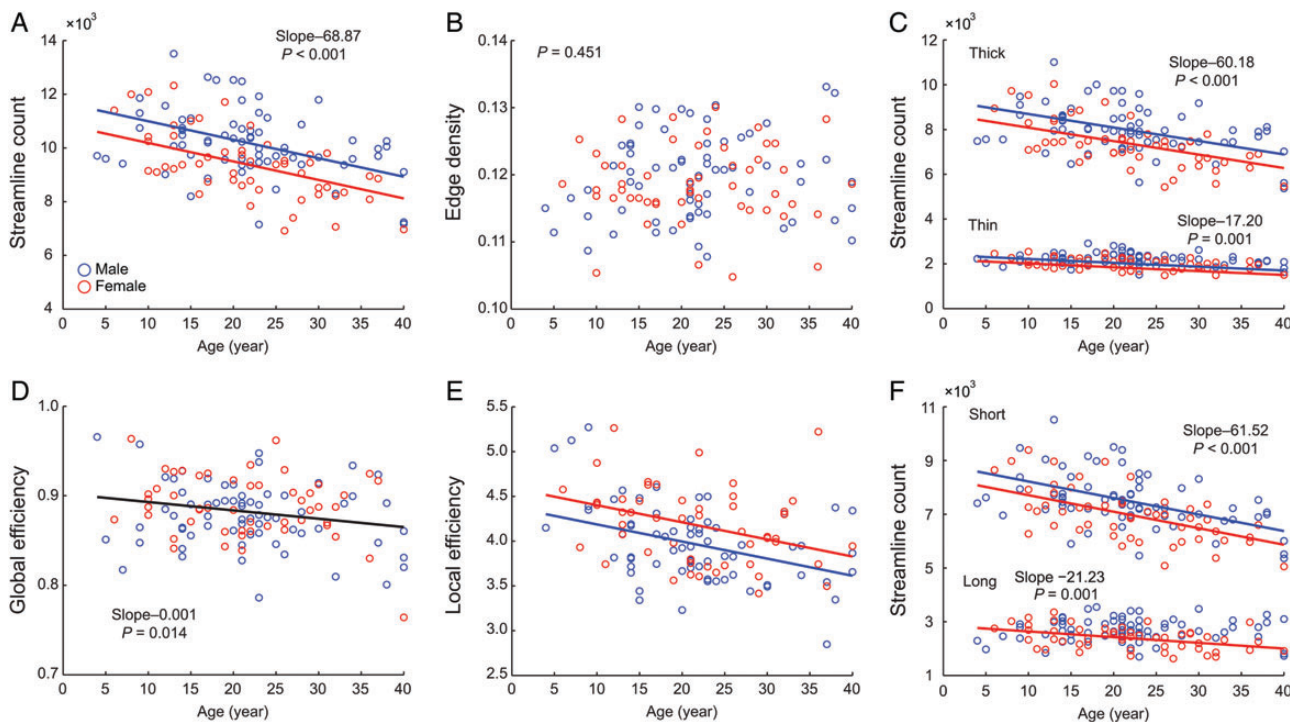 A
×10³
Slope–68.87
P < 0.001
14
12
10
8
6
4
Streamline count
Male
Female
0 5 10 15 20 25 30 35 40
Age (year)
B
P = 0.451
0.14
0.13
0.12
0.11
0.10
Edge density
0 5 10 15 20 25 30 35 40
Age (year)
C
×10³
Thick
Slope–60.18
P < 0.001
Thin
Slope–17.20
P = 0.001
12
10
8
6
4
2
0
Streamline count
0 5 10 15 20 25 30 35 40
Age (year)
D
1.0
0.9
0.8
0.7
Global efficiency
Slope–0.001
P = 0.014
0 5 10 15 20 25 30 35 40
Age (year)
E
5.5
5.0
4.5
4.0
3.5
3.0
2.5
Local efficiency
0 5 10 15 20 25 30 35 40
Age (year)
F
×10³
Short
Slope–61.52
P < 0.001
Long
Slope −21.23
P = 0.001
11
9
7
5
3
1
Streamline count
0 5 10 15 20 25 30 35 40
Age (year)